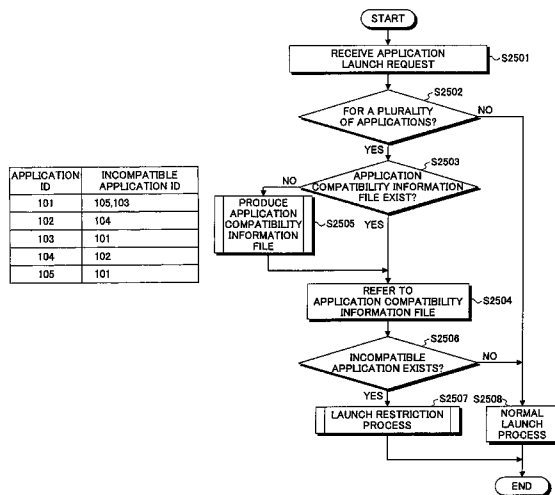 START
RECEIVE APPLICATION
LAUNCH REQUEST
S2501
S2502
FOR A PLURALITY
OF APPLICATIONS?
NO
YES
S2503
APPLICATION
COMPATIBILITY INFORMATION
FILE EXIST?
NO
YES
PRODUCE
APPLICATION
COMPATIBILITY
INFORMATION
FILE
S2505
REFER TO
APPLICATION COMPATIBILITY
INFORMATION FILE
S2504
S2506
INCOMPATIBLE
APPLICATION EXISTS?
NO
YES
S2507
LAUNCH RESTRICTION
PROCESS
S2508
NORMAL
LAUNCH
PROCESS
END
APPLICATION ID INCOMPATIBLE APPLICATION ID
101 105,103
102 104
103 101
104 102
105 101